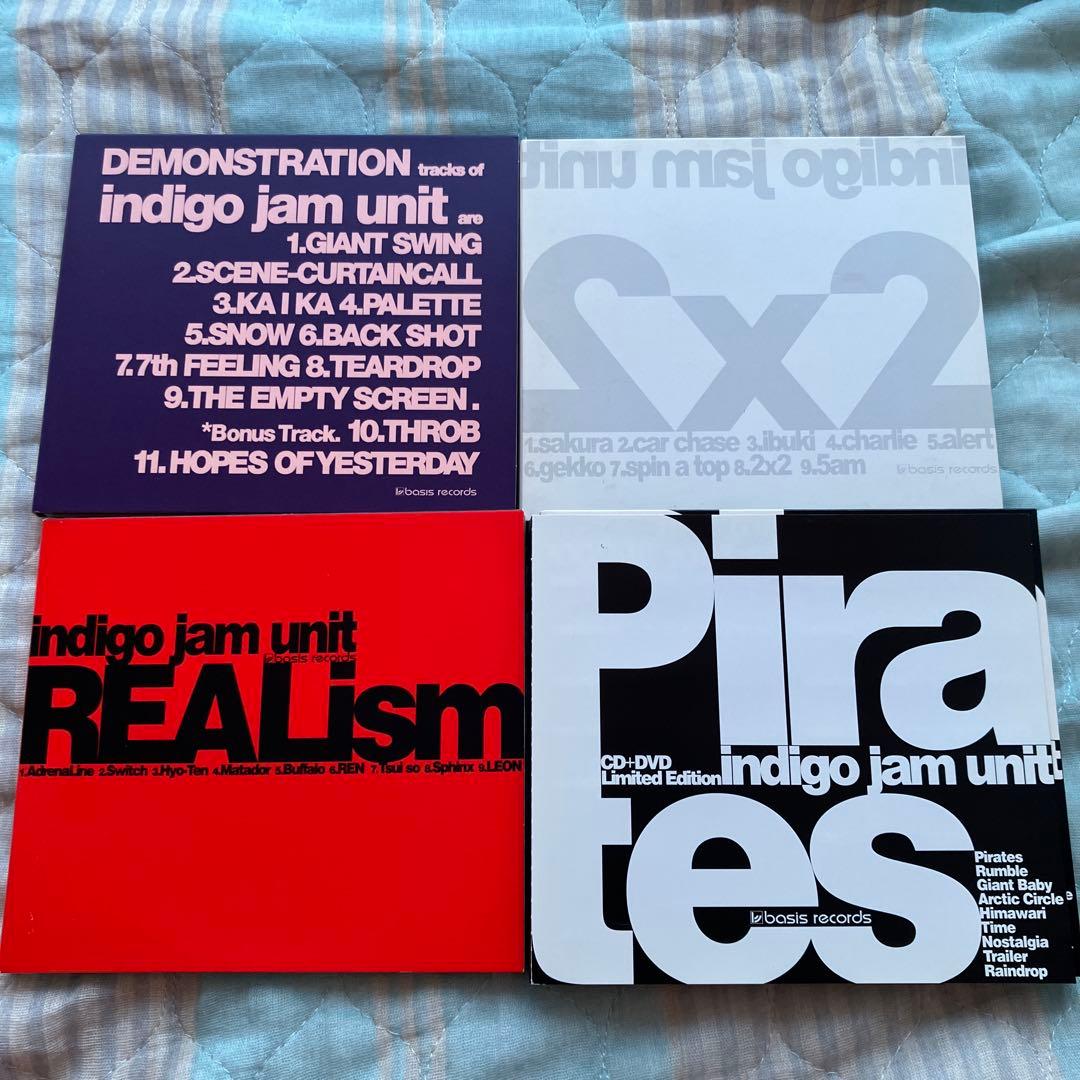 DEMONSTRATION tracks of
indigo jam unit are
1.GIANT SWING
2.SCENE-CURTAINCALL
3.KA I KA 4.PALETTE
5.SNOW 6.BACK SHOT
7.7th FEELING 8.TEARDROP
9.THE EMPTY SCREEN .
*Bonus Track. 10.THROB
11.HOPES OF YESTERDAY
basis records
indigo jam unit
2x2
1.sakura 2.car chase 3.ibuki 4.charlie 5.alert
6.gekko 7.spin a top 8.2x2 9.5am
basis records
indigo jam unit
basis records
REALism
1.AdrenaLine 2.Switch 3.Hyo-Ten 4.Matador 5.Buffalo 6.REN 7.Tsui so 8.Sphinx 9.LEON
Pira
CD+DVD
Limited Edition indigo jam unit
tes
Pirates
Rumble
Giant Baby
Arctic Circle
Himawari
Time
Nostalgia
Trailer
Raindrop
basis records